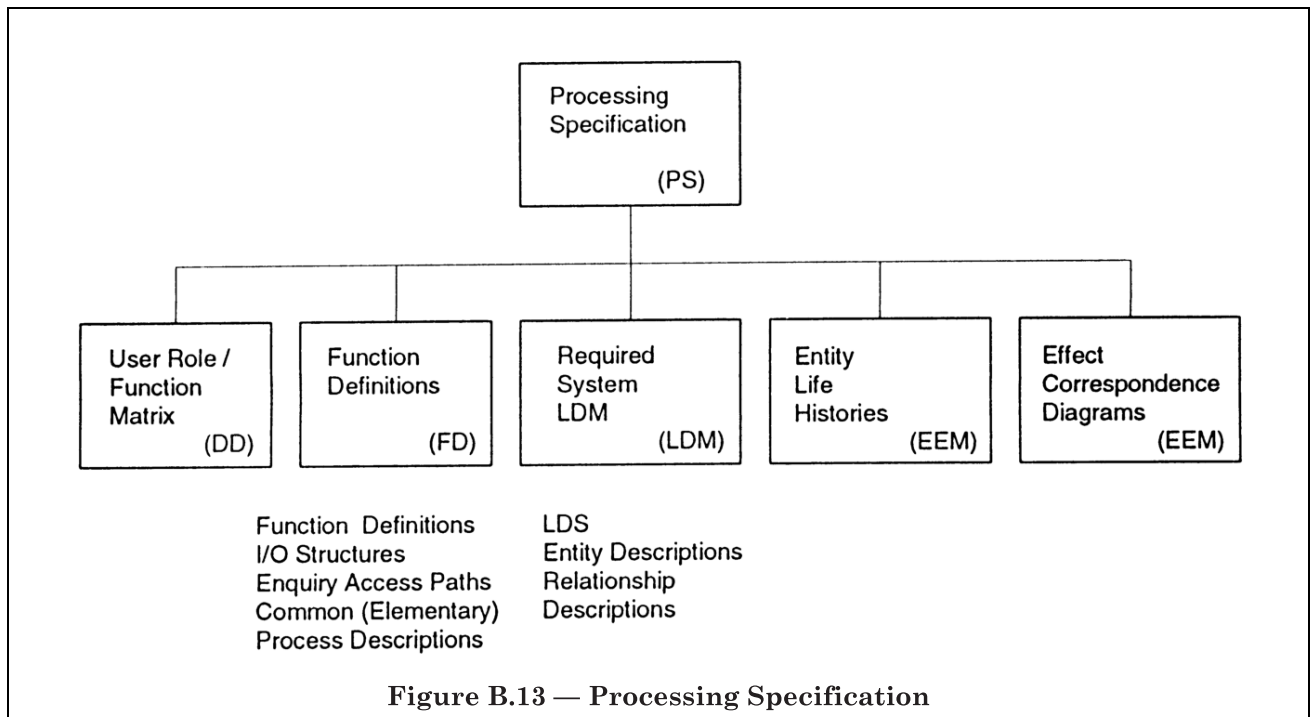 Processing
Specification
(PS)
User Role /
Function
Matrix
(DD)
Function
Definitions
(FD)
Required
System
LDM
(LDM)
Entity
Life
Histories
(EEM)
Effect
Correspondence
Diagrams
(EEM)
Function Definitions
I/O Structures
Enquiry Access Paths
Common (Elementary)
Process Descriptions
LDS
Entity Descriptions
Relationship
Descriptions
Figure B.13 — Processing Specification